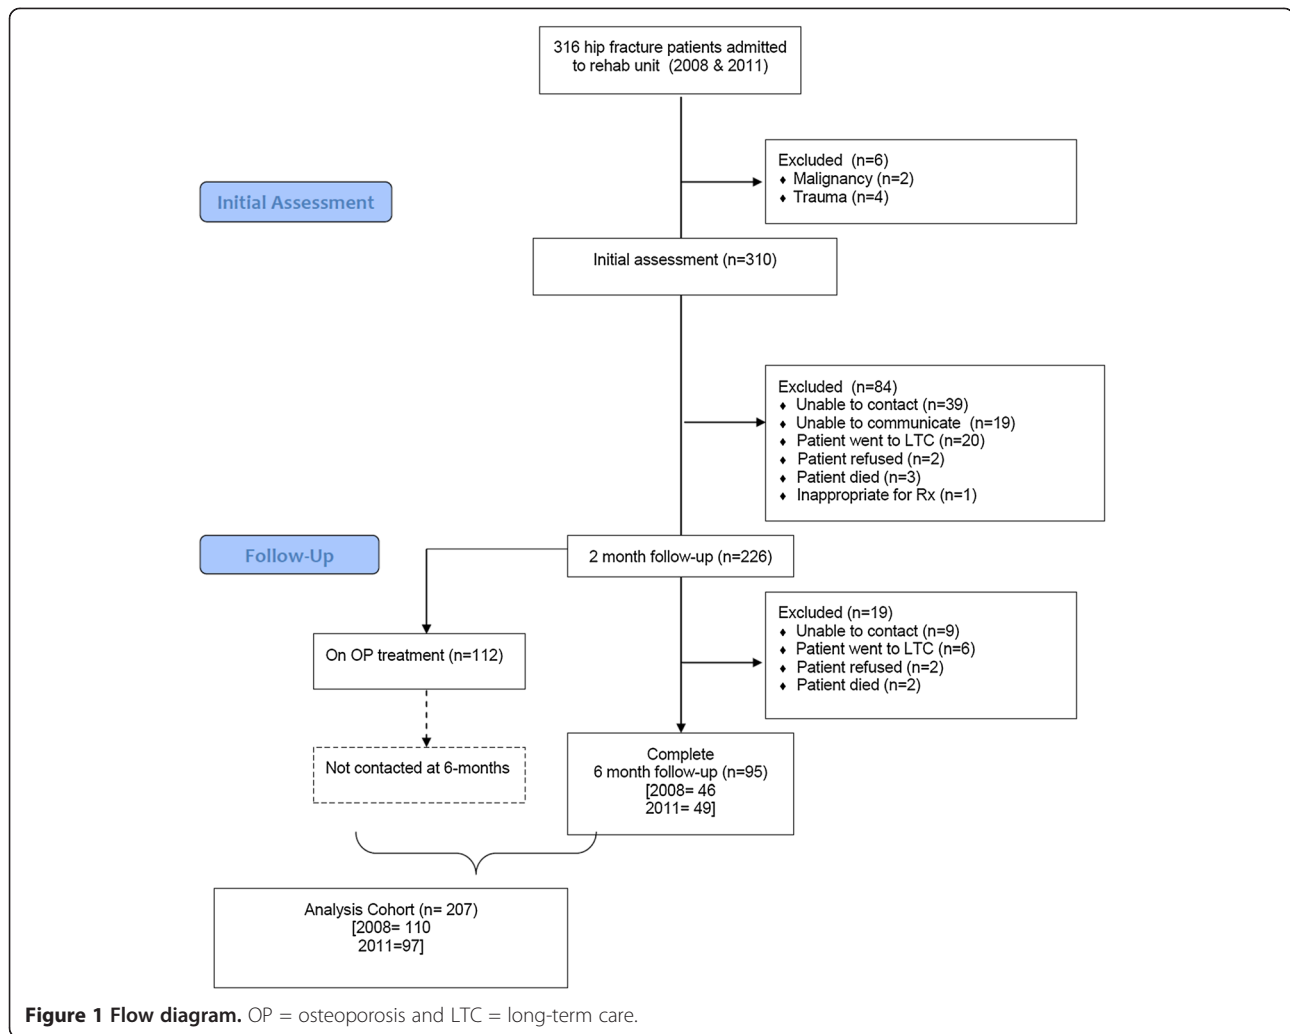 316 hip fracture patients admitted
to rehab unit (2008 & 2011)
Excluded (n=6)
♦ Malignancy (n=2)
♦ Trauma (n=4)
Initial Assessment
Initial assessment (n=310)
Excluded (n=84)
♦ Unable to contact (n=39)
♦ Unable to communicate (n=19)
♦ Patient went to LTC (n=20)
♦ Patient refused (n=2)
♦ Patient died (n=3)
♦ Inappropriate for Rx (n=1)
Follow-Up
2 month follow-up (n=226)
Excluded (n=19)
♦ Unable to contact (n=9)
♦ Patient went to LTC (n=6)
♦ Patient refused (n=2)
♦ Patient died (n=2)
On OP treatment (n=112)
Not contacted at 6-months
Complete
6 month follow-up (n=95)
[2008= 46
2011= 49]
Analysis Cohort (n= 207)
[2008= 110
2011=97]
Figure 1 Flow diagram. OP = osteoporosis and LTC = long-term care.